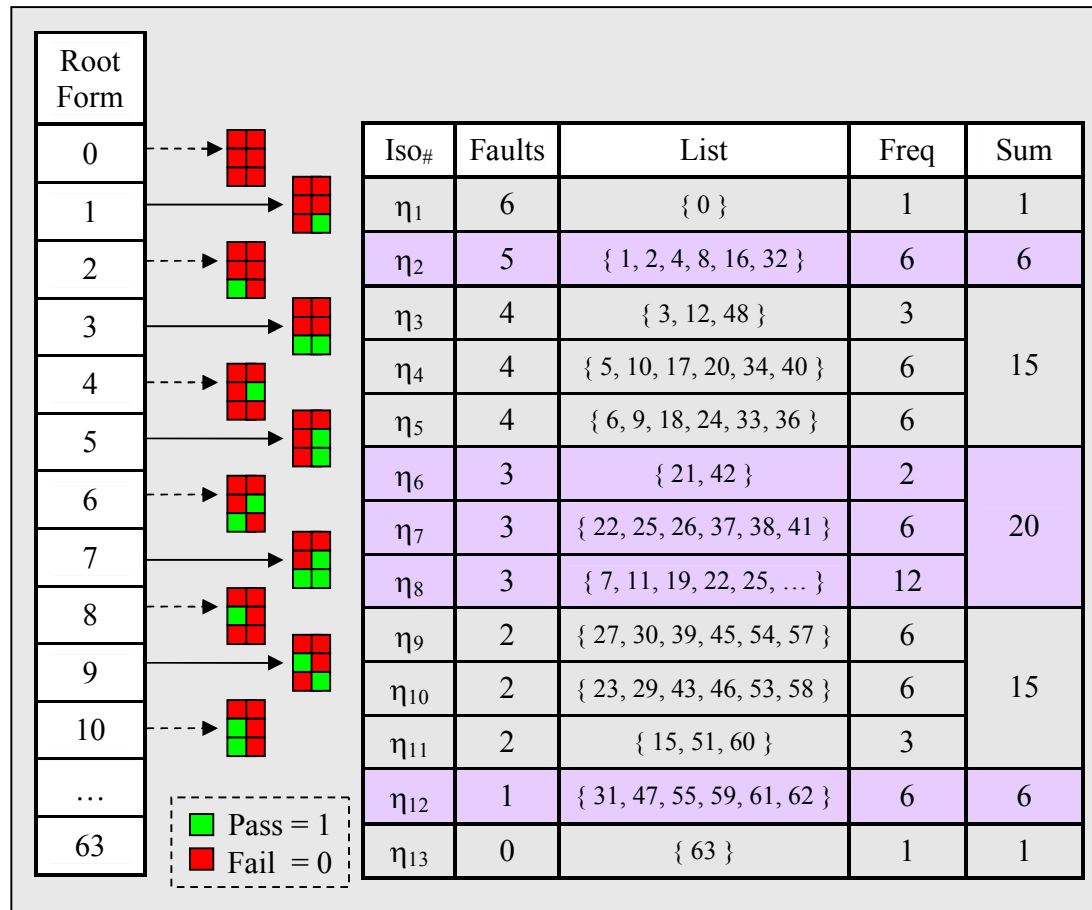 Root
Form
0
1
2
3
4
5
6
7
8
9
10
…
63
Pass = 1
Fail = 0
Iso# Faults List Freq Sum
η1 6 { 0 } 1 1
η2 5 { 1, 2, 4, 8, 16, 32 } 6 6
η3 4 { 3, 12, 48 } 3
η4 4 { 5, 10, 17, 20, 34, 40 } 6 15
η5 4 { 6, 9, 18, 24, 33, 36 } 6
η6 3 { 21, 42 } 2
η7 3 { 22, 25, 26, 37, 38, 41 } 6 20
η8 3 { 7, 11, 19, 22, 25, … } 12
η9 2 { 27, 30, 39, 45, 54, 57 } 6
η10 2 { 23, 29, 43, 46, 53, 58 } 6 15
η11 2 { 15, 51, 60 } 3
η12 1 { 31, 47, 55, 59, 61, 62 } 6 6
η13 0 { 63 } 1 1